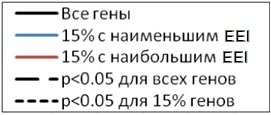 Все гены
15% с наименьшим EEI
15% с наибольшим EEI
p<0.05 для всех генов
p<0.05 для 15% генов